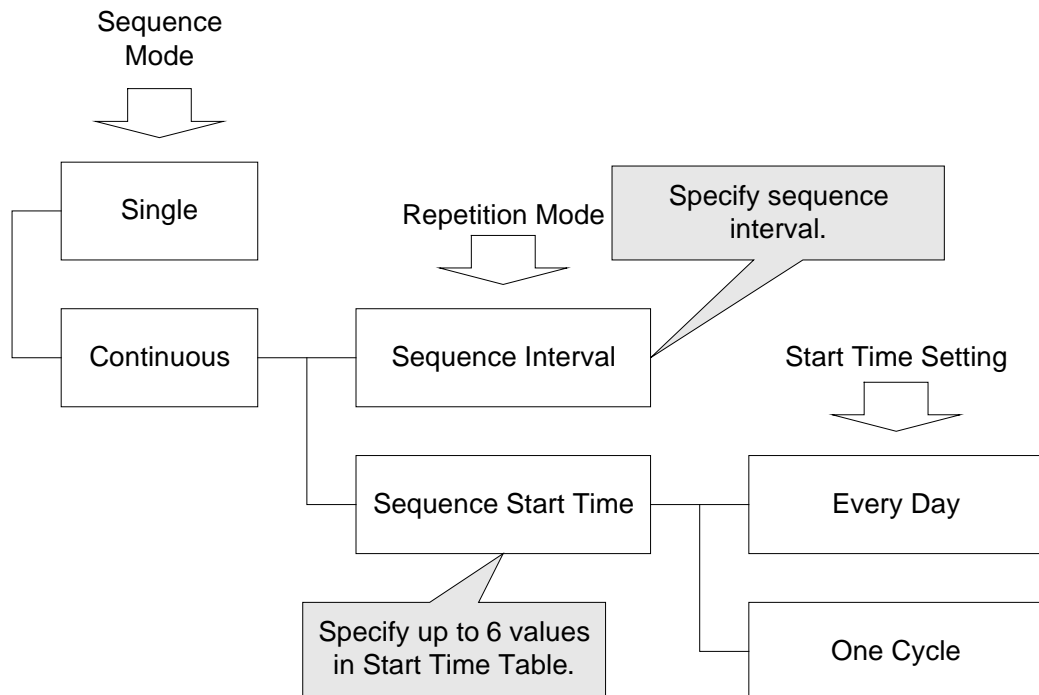 Sequence
Mode
Single
Repetition Mode
Specify sequence
interval.
Continuous
Sequence Interval
Start Time Setting
Sequence Start Time
Every Day
Specify up to 6 values
in Start Time Table.
One Cycle